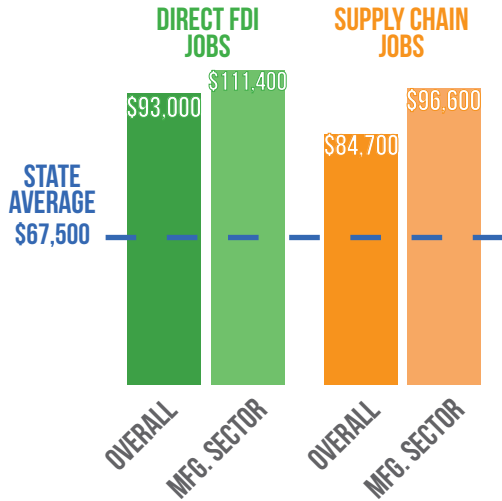 DIRECT FDI
JOBS
SUPPLY CHAIN
JOBS
$93,000
$111,400
$84,700
$96,600
STATE
AVERAGE
$67,500
OVERALL
MFG. SECTOR
OVERALL
MFG. SECTOR